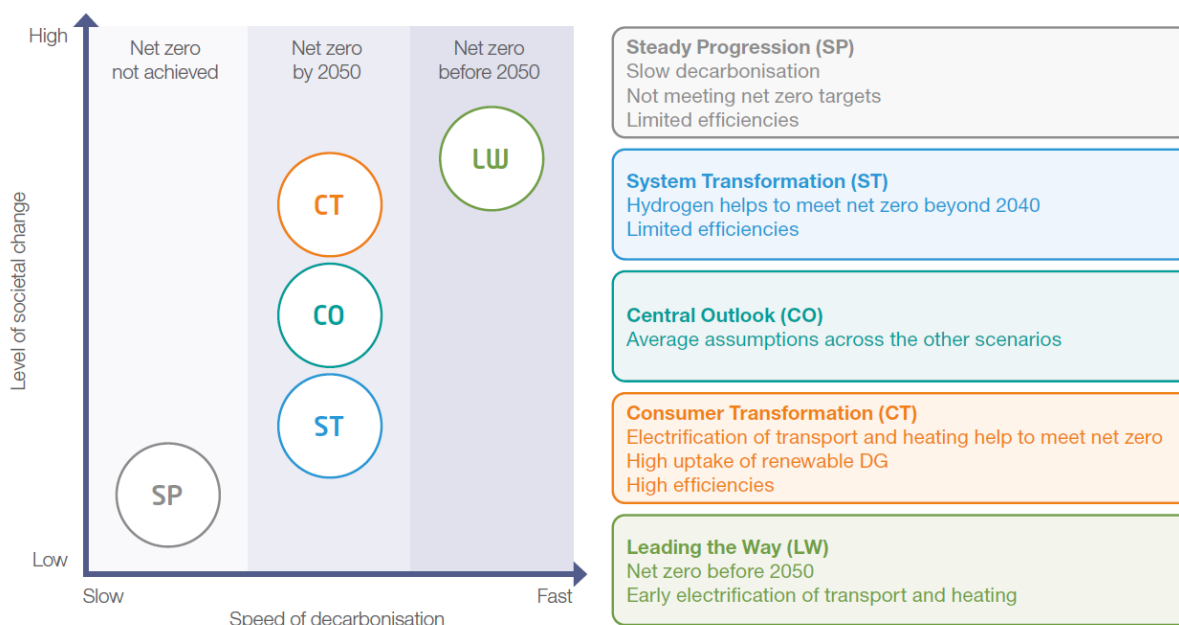 High
Net zero
not achieved
Net zero
by 2050
Net zero
before 2050
LW
CT
CO
ST
SP
Level of societal change
Low
Slow
Fast
Speed of decarbonisation
Steady Progression (SP)
Slow decarbonisation
Not meeting net zero targets
Limited efficiencies
System Transformation (ST)
Hydrogen helps to meet net zero beyond 2040
Limited efficiencies
Central Outlook (CO)
Average assumptions across the other scenarios
Consumer Transformation (CT)
Electrification of transport and heating help to meet net zero
High uptake of renewable DG
High efficiencies
Leading the Way (LW)
Net zero before 2050
Early electrification of transport and heating